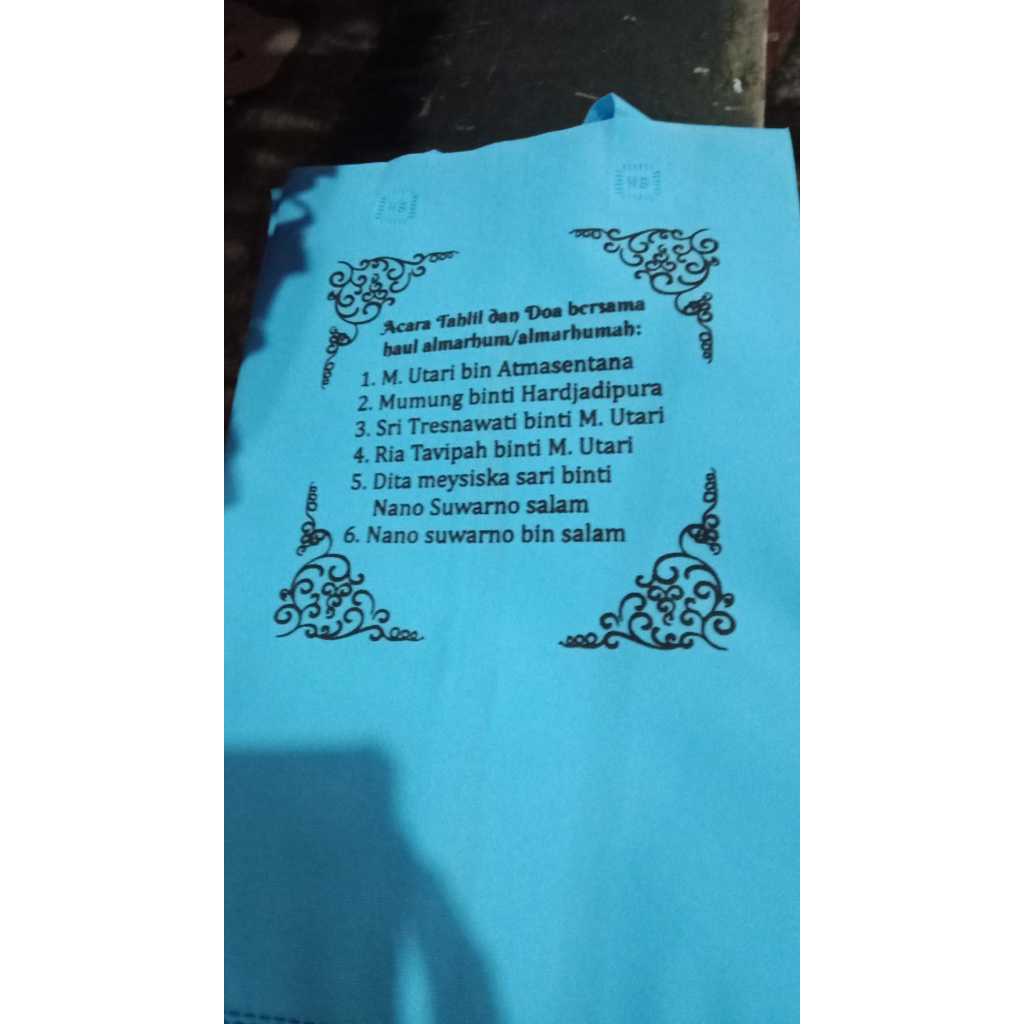 Acara Tahlil dan Doa bersama
haul almarhum/almarhumah:
1. M. Utari bin Atmasentana
2. Mumung binti Hardjadipura
3. Sri Tresnawati binti M. Utari
4. Ria Tavipah binti M. Utari
5. Dita meysiska sari binti
Nano Suwarno salam
6. Nano suwarno bin salam